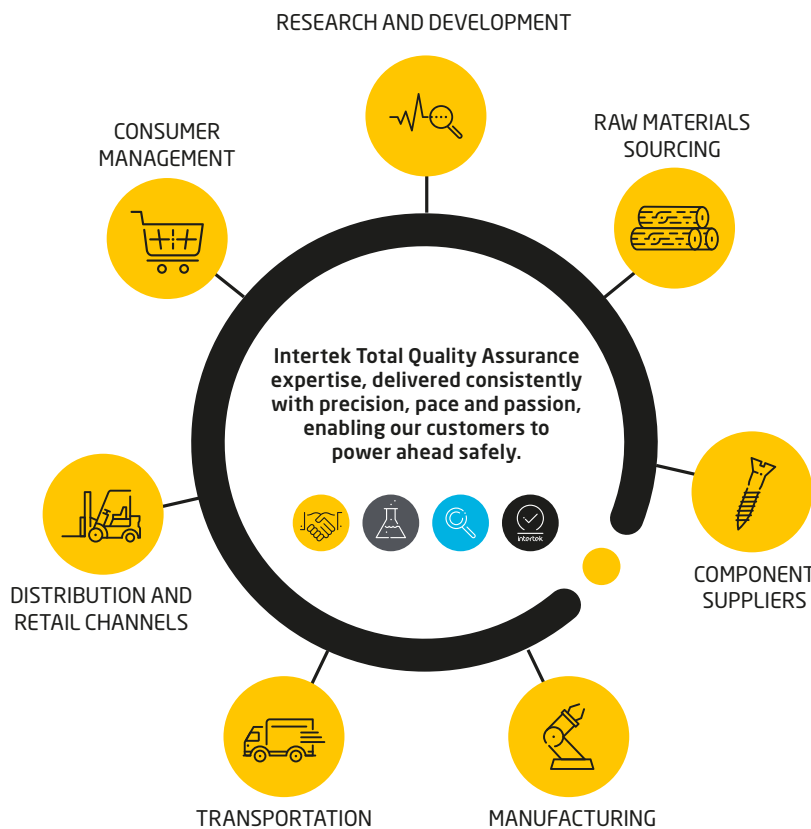 RESEARCH AND DEVELOPMENT
RAW MATERIALS
SOURCING
CONSUMER
MANAGEMENT
Intertek Total Quality Assurance
expertise, delivered consistently
with precision, pace and passion,
enabling our customers to
power ahead safely.
intertek
COMPONENT
SUPPLIERS
DISTRIBUTION AND
RETAIL CHANNELS
TRANSPORTATION
MANUFACTURING